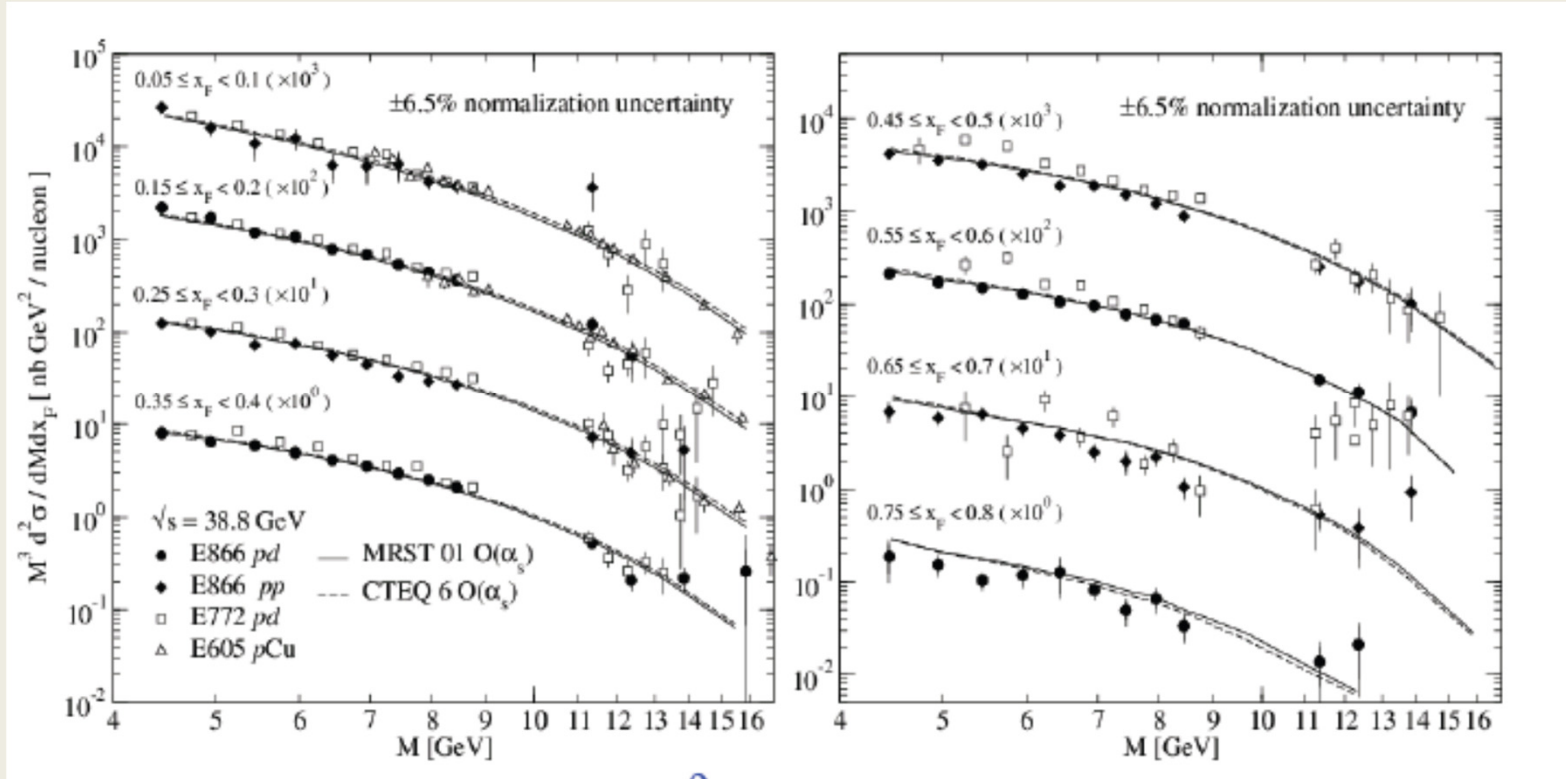 10^5
10^4
10^3
10^2
10^1
10^0
10^-1
10^-2
M^3 d^2 σ / dMdx_F [ nb GeV^2 / nucleon ]
0.05 ≤ x_F < 0.1 (×10^3)
±6.5% normalization uncertainty
0.15 ≤ x_F < 0.2 (×10^2)
0.25 ≤ x_F < 0.3 (×10^1)
0.35 ≤ x_F < 0.4 (×10^0)
√s = 38.8 GeV
E866 pd
E866 pp
E772 pd
E605 pCu
MRST 01 O(α_s)
CTEQ 6 O(α_s)
4 5 6 7 8 9 10 11 12 13 14 15 16
M [GeV]
10^4
10^3
10^2
10^1
10^0
10^-1
10^-2
0.45 ≤ x_F < 0.5 (×10^3)
±6.5% normalization uncertainty
0.55 ≤ x_F < 0.6 (×10^2)
0.65 ≤ x_F < 0.7 (×10^1)
0.75 ≤ x_F < 0.8 (×10^0)
4 5 6 7 8 9 10 11 12 13 14 15 16
M [GeV]